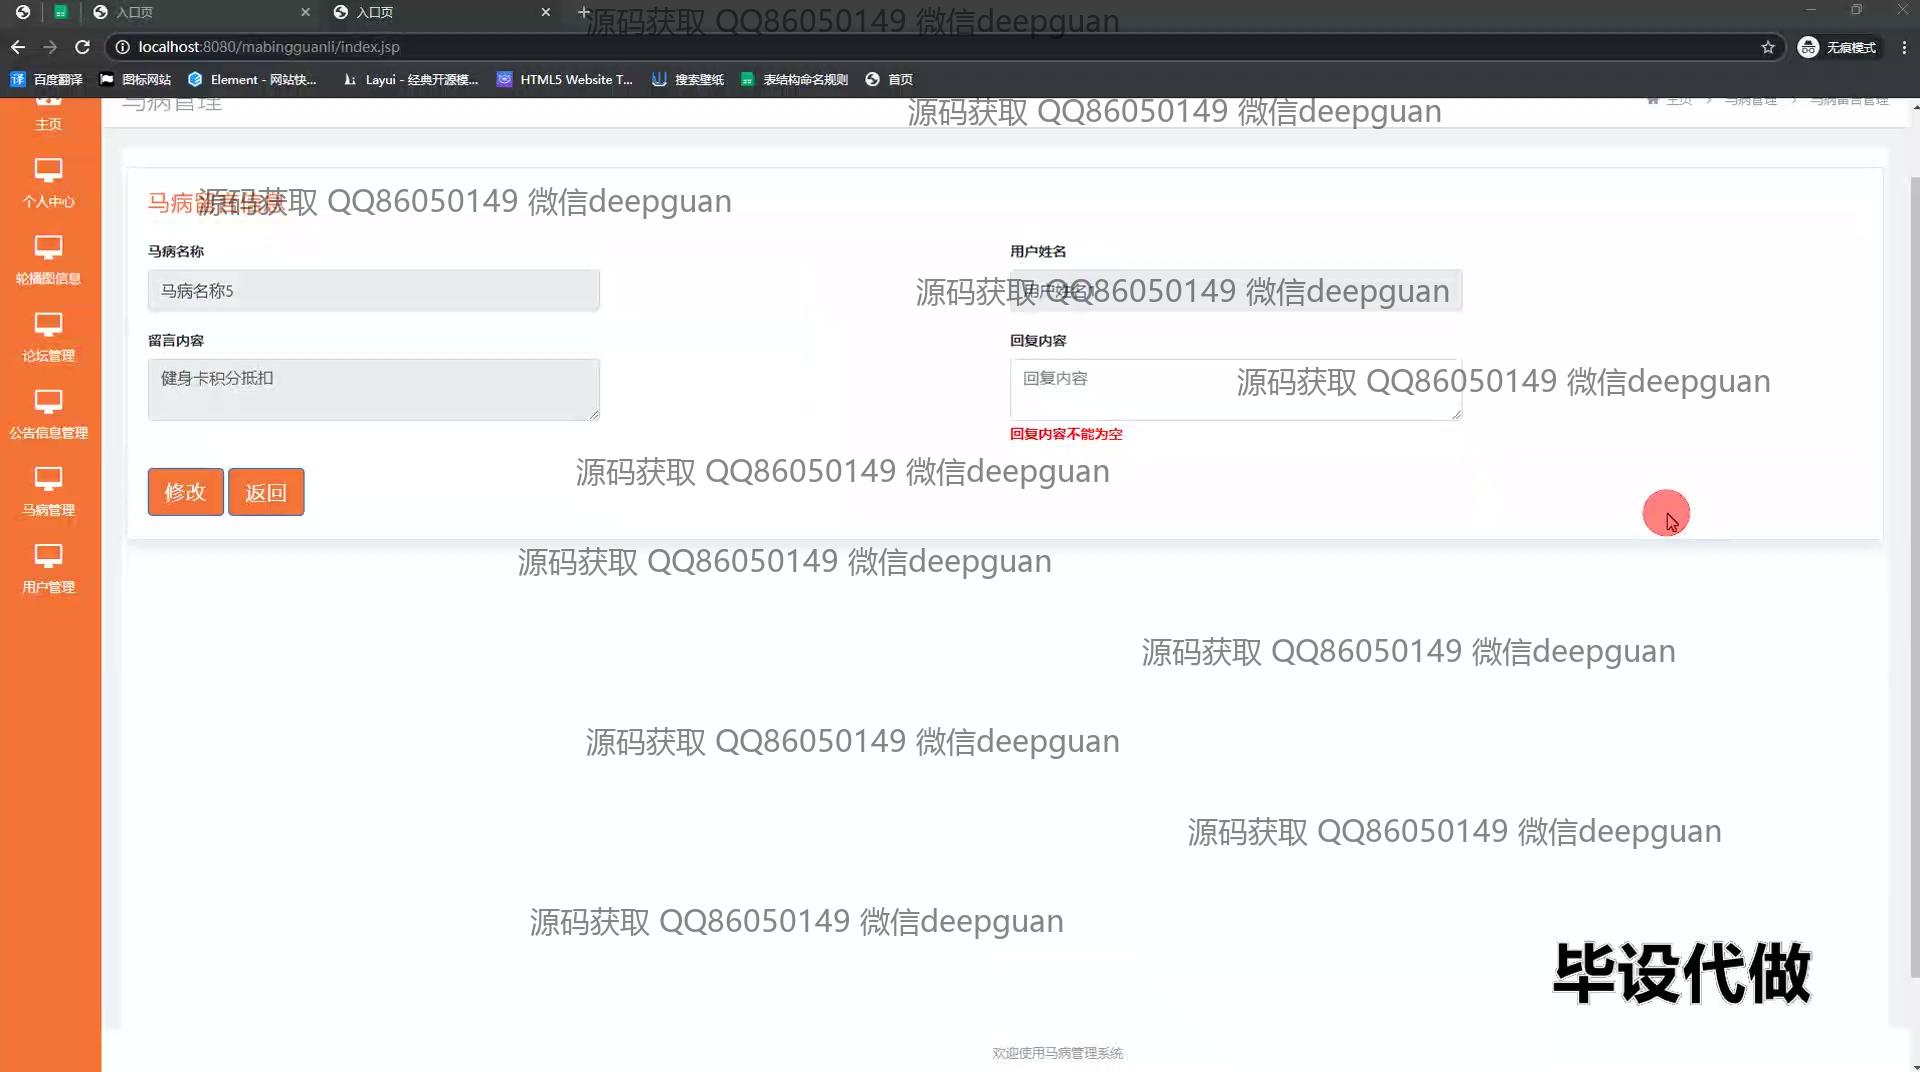 入口页
入口页
源码获取 QQ86050149 微信deepguan
localhost:8080/mabingguanli/index.jsp
无痕模式
百度翻译
图标网站
Element - 网站快...
Layui - 经典开源模...
HTML5 Website T...
搜索壁纸
表结构命名规则
首页
马病管理
源码获取 QQ86050149 微信deepguan
主页 > 马病管理 > 马病留言管理
主页
个人中心
轮播图信息
论坛管理
公告信息管理
马病管理
用户管理
源码获取 QQ86050149 微信deepguan
马病名称
用户姓名
马病名称5
源码获取 QQ86050149 微信deepguan
留言内容
回复内容
健身卡积分抵扣
回复内容
源码获取 QQ86050149 微信deepguan
回复内容不能为空
源码获取 QQ86050149 微信deepguan
修改
返回
源码获取 QQ86050149 微信deepguan
源码获取 QQ86050149 微信deepguan
源码获取 QQ86050149 微信deepguan
源码获取 QQ86050149 微信deepguan
源码获取 QQ86050149 微信deepguan
毕设代做
欢迎使用马病管理系统